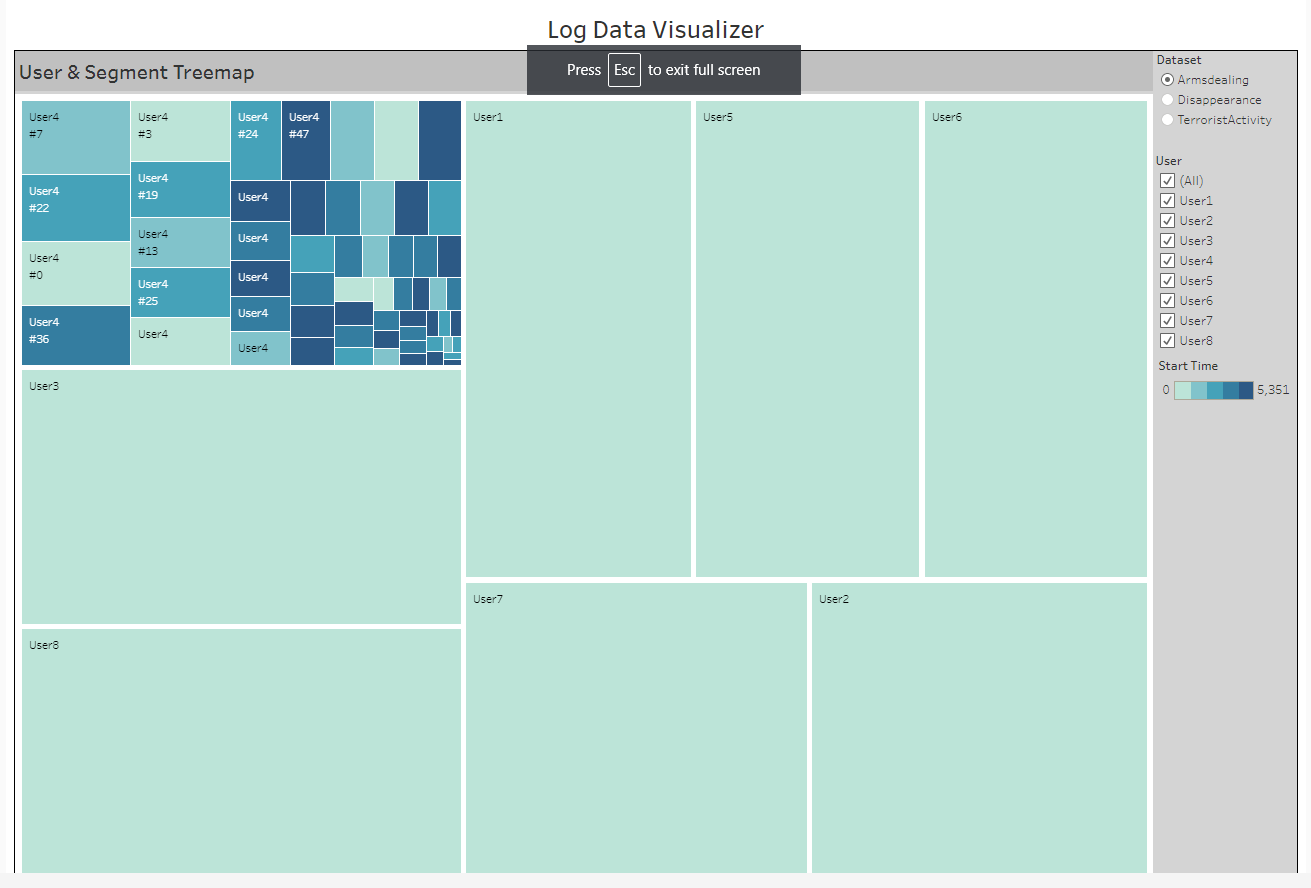 Log Data Visualizer
User & Segment Treemap
Press Esc to exit full screen
User4
#7
User4
#22
User4
#0
User4
#36
User4
#3
User4
#19
User4
#13
User4
#25
User4
User4
#24
User4
#47
User4
User4
User4
User4
User4
User3
User8
User1
User5
User6
User7
User2
Dataset
Armsdealing
Disappearance
TerroristActivity
User
(All)
User1
User2
User3
User4
User5
User6
User7
User8
Start Time
0 5,351